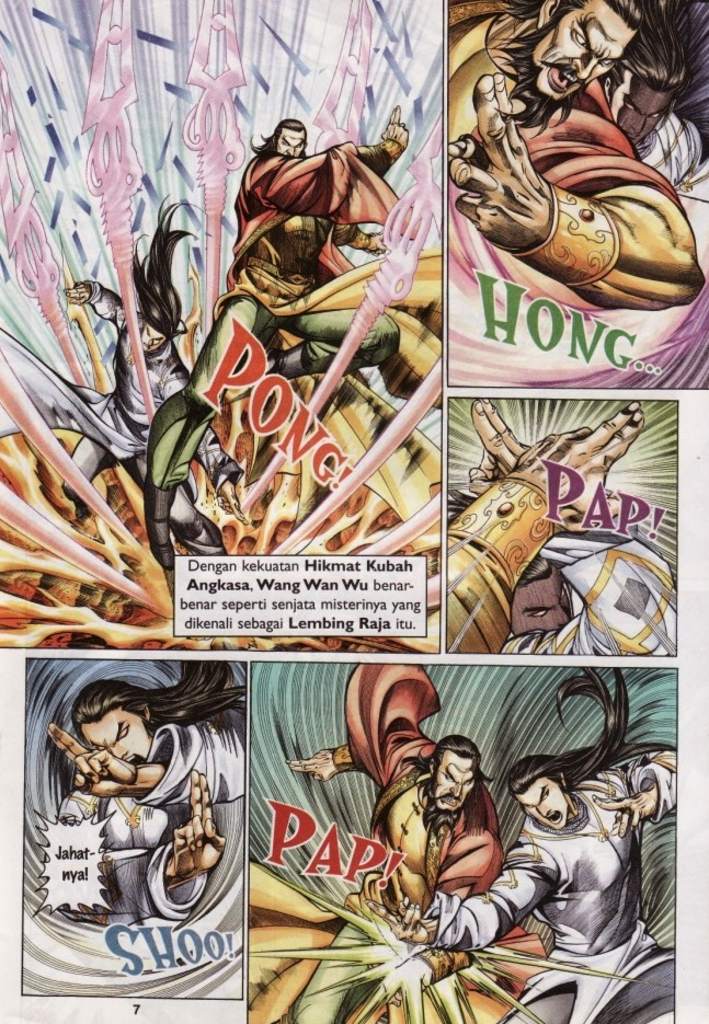 PONG!
Dengan kekuatan Hikmat Kubah
Angkasa, Wang Wan Wu benar-
benar seperti senjata misterinya yang
dikenali sebagai Lembing Raja itu.
HONG...
PAP!
Jahat-
nya!
SHOO!
PAP!
7